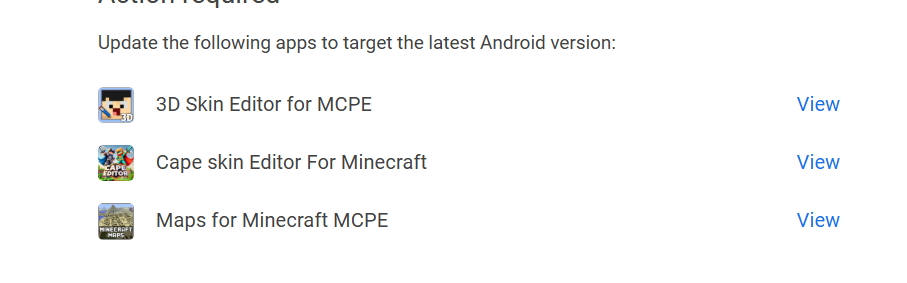 Action required
Update the following apps to target the latest Android version:
3D
3D Skin Editor for MCPE
View
CAPE
EDITOR
Cape skin Editor For Minecraft
View
MINECRAFT
MAPS
Maps for Minecraft MCPE
View